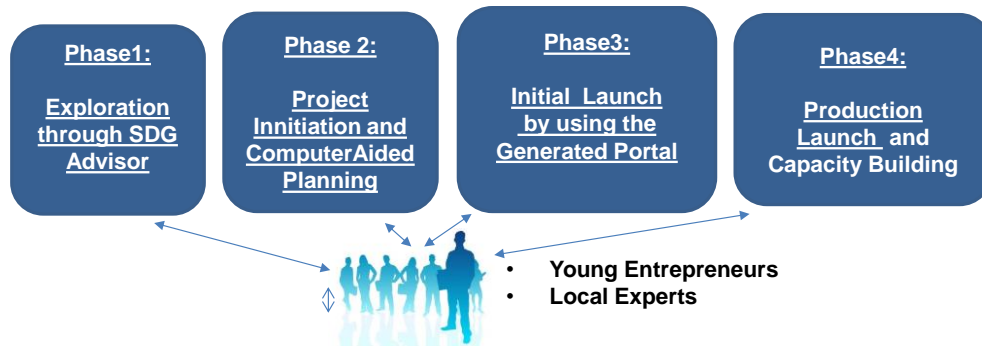 Phase1:
Exploration
through SDG
Advisor
Phase 2:
Project
Innitiation and
ComputerAided
Planning
Phase3:
Initial Launch
by using the
Generated Portal
Phase4:
Production
Launch and
Capacity Building
• Young Entrepreneurs
• Local Experts